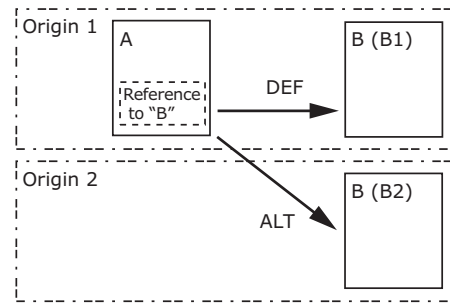 Origin 1
A
B (B1)
Reference
to “B”
DEF
Origin 2
B (B2)
ALT